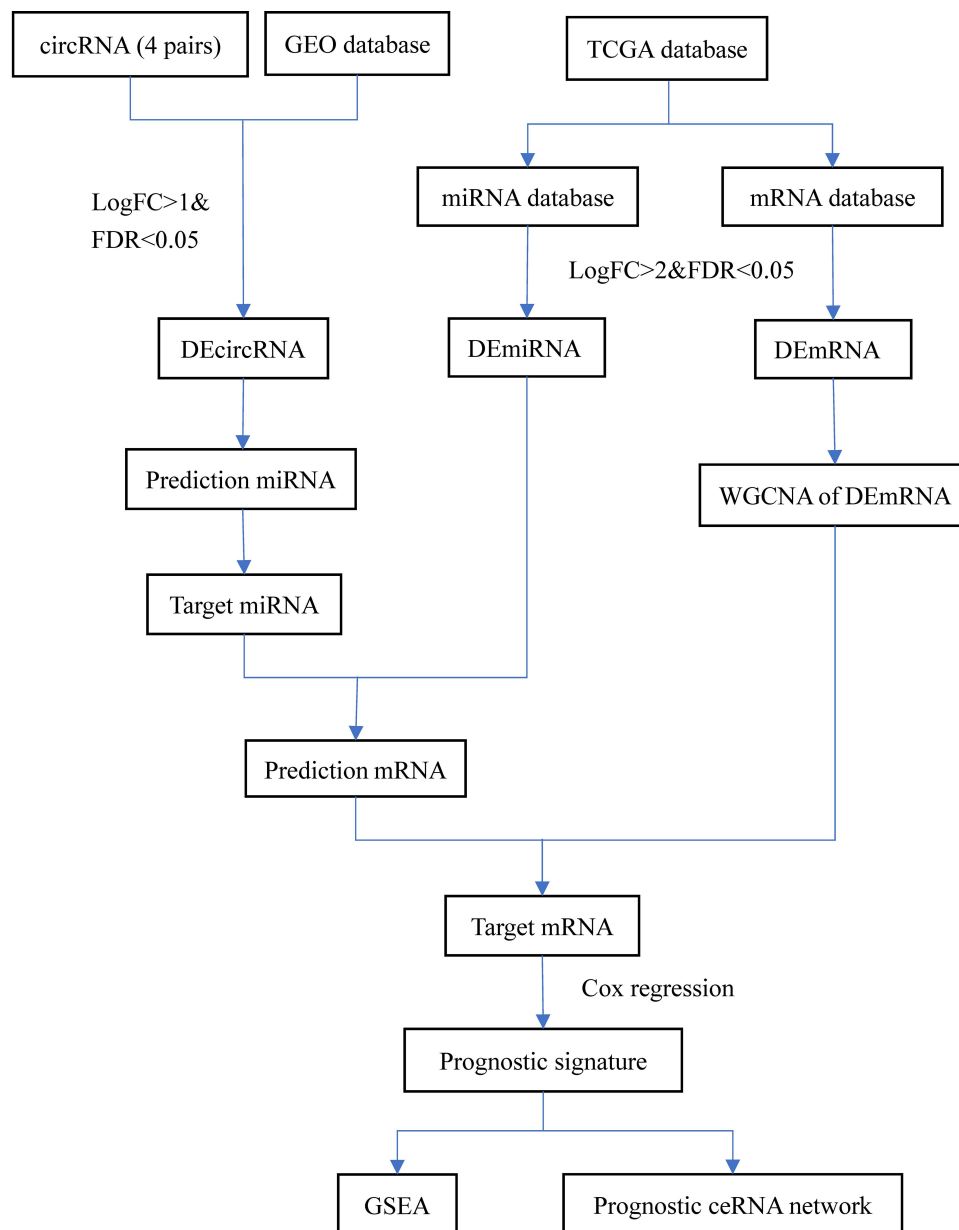 circRNA (4 pairs)
GEO database
TCGA database
miRNA database
mRNA database
LogFC>1&
FDR<0.05
LogFC>2&FDR<0.05
DEcircRNA
DEmiRNA
DEmRNA
Prediction miRNA
WGCNA of DEmRNA
Target miRNA
Prediction mRNA
Target mRNA
Cox regression
Prognostic signature
GSEA
Prognostic ceRNA network